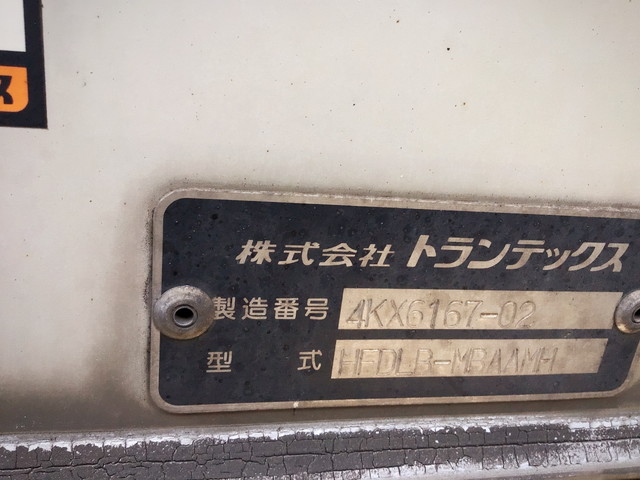 ス
株式会社 トランテックス
製造番号 4KX6167-02
型式 HFDLB-MBAAMH